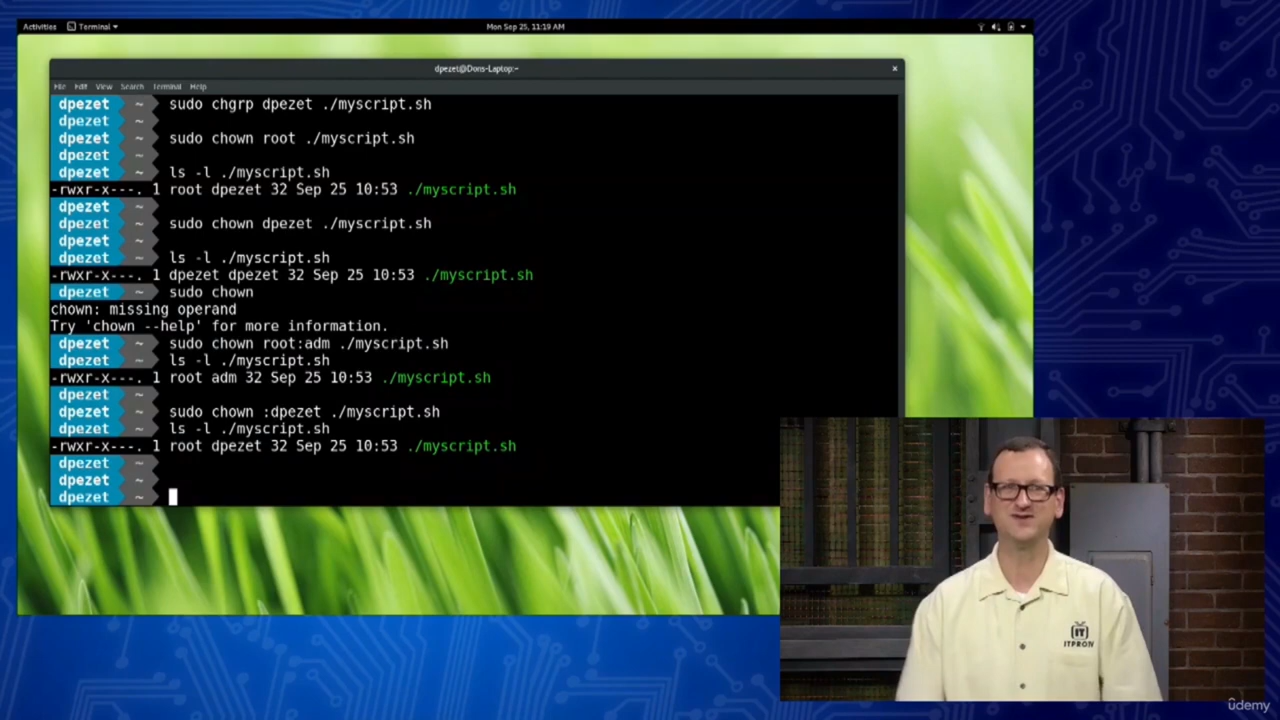 Activities Terminal Mon Sep 25, 11:19 AM
dpezet@Dons-Laptop:~ ×
File Edit View Search Terminal Help
dpezet ~ sudo chgrp dpezet ./myscript.sh
dpezet ~
dpezet ~ sudo chown root ./myscript.sh
dpezet ~
dpezet ~ ls -l ./myscript.sh
-rwxr-x---. 1 root dpezet 32 Sep 25 10:53 ./myscript.sh
dpezet ~
dpezet ~ sudo chown dpezet ./myscript.sh
dpezet ~
dpezet ~ ls -l ./myscript.sh
-rwxr-x---. 1 dpezet dpezet 32 Sep 25 10:53 ./myscript.sh
dpezet ~ sudo chown
chown: missing operand
Try 'chown --help' for more information.
dpezet ~ sudo chown root:adm ./myscript.sh
dpezet ~ ls -l ./myscript.sh
-rwxr-x---. 1 root adm 32 Sep 25 10:53 ./myscript.sh
dpezet ~
dpezet ~ sudo chown :dpezet ./myscript.sh
dpezet ~ ls -l ./myscript.sh
-rwxr-x---. 1 root dpezet 32 Sep 25 10:53 ./myscript.sh
dpezet ~
dpezet ~
dpezet ~
IT
ITPROTV
ûdemy